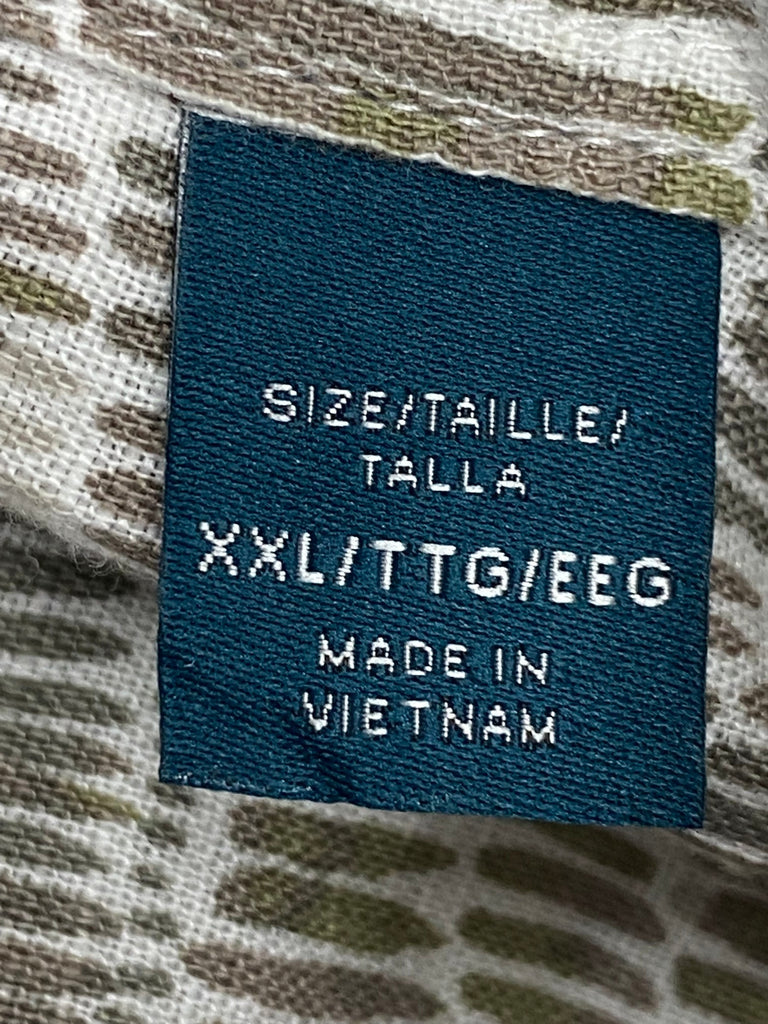 SIZE/TAILLE/
TALLA
XXL/TTG/EEG
MADE IN
VIETNAM